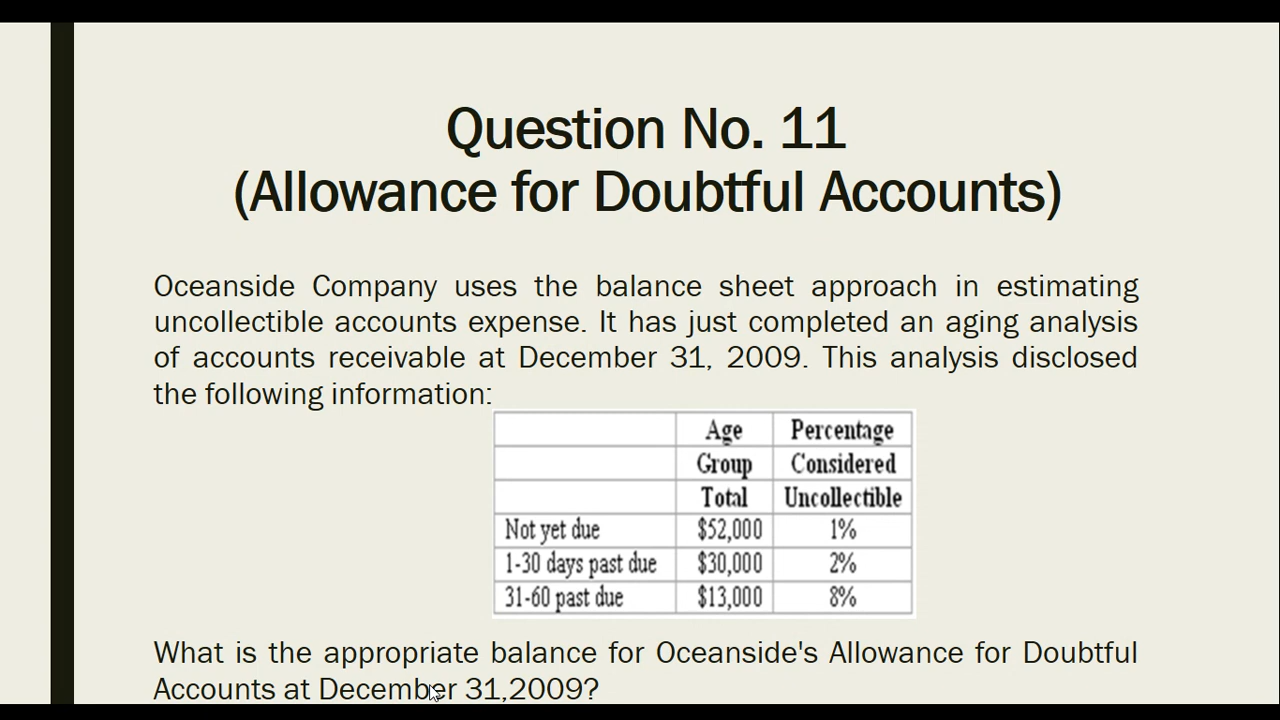 Question No. 11
(Allowance for Doubtful Accounts)
Oceanside Company uses the balance sheet approach in estimating
uncollectible accounts expense. It has just completed an aging analysis
of accounts receivable at December 31, 2009. This analysis disclosed
the following information:
Age Percentage
Group Considered
Total Uncollectible
Not yet due $52,000 1%
1-30 days past due $30,000 2%
31-60 past due $13,000 8%
What is the appropriate balance for Oceanside's Allowance for Doubtful
Accounts at December 31,2009?